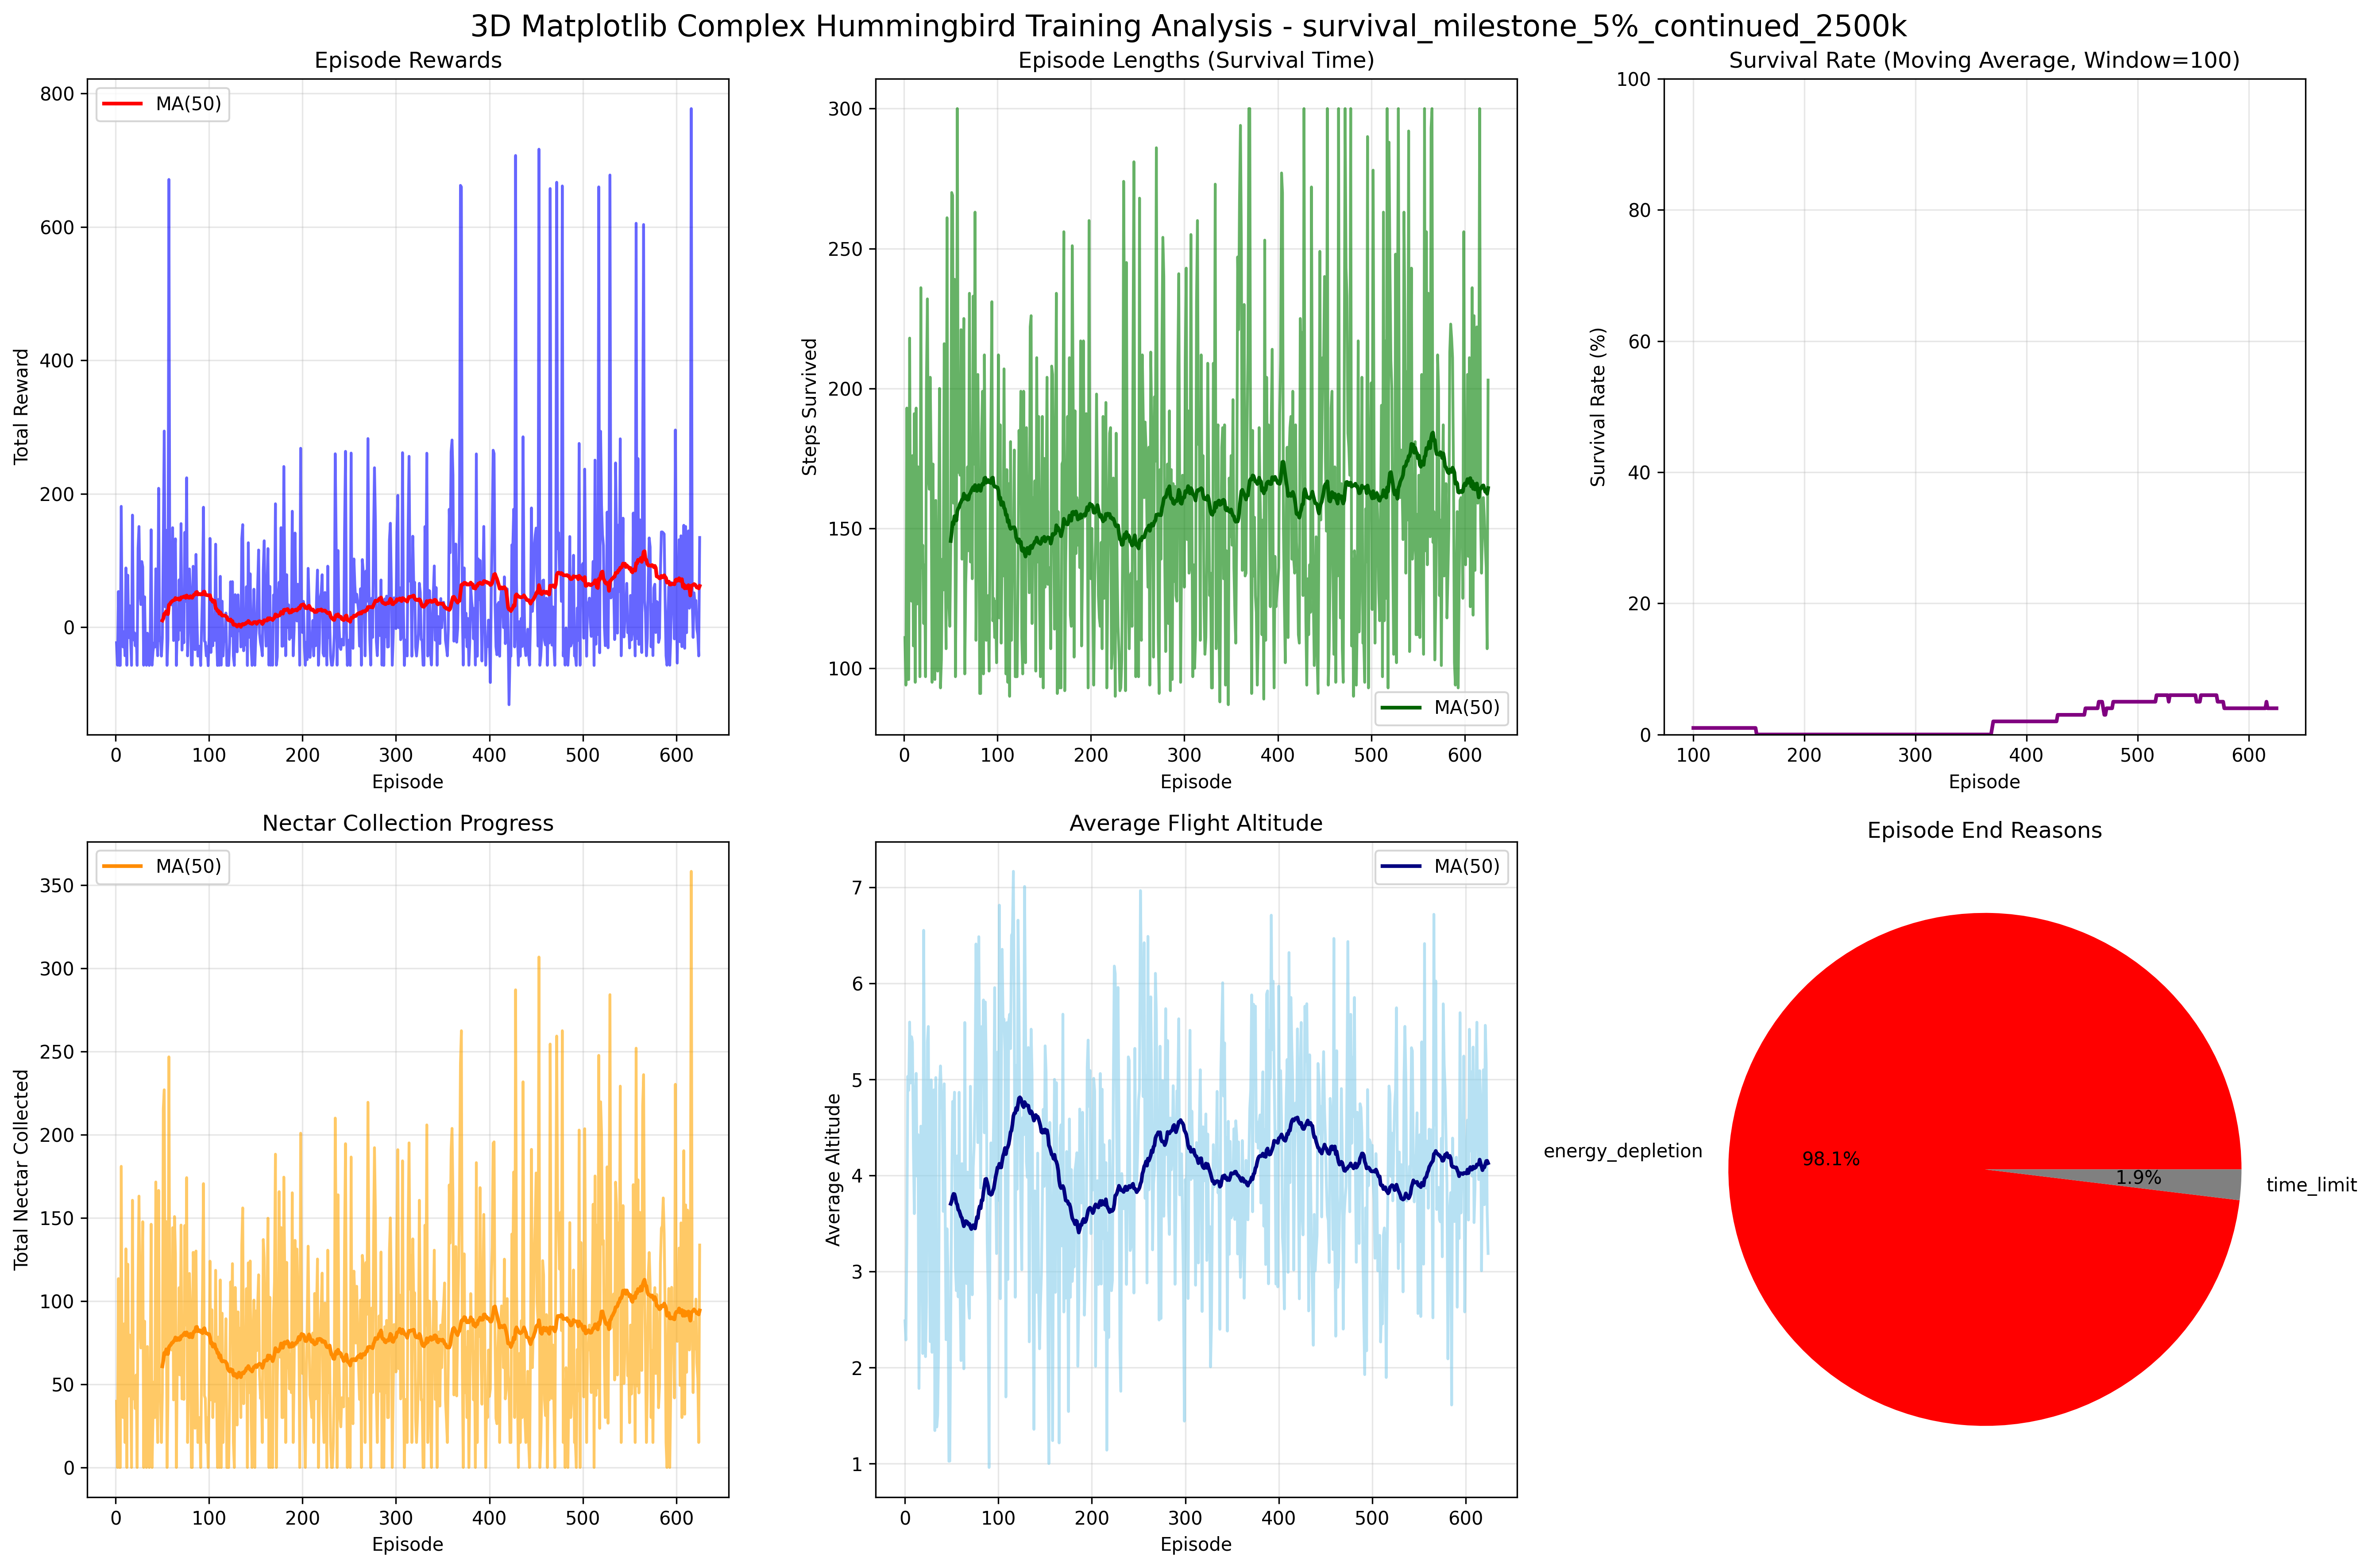 3D Matplotlib Complex Hummingbird Training Analysis - survival_milestone_5%_continued_2500k
Episode Rewards
MA(50)
800
600
400
200
0
Total Reward
0 100 200 300 400 500 600
Episode
Episode Lengths (Survival Time)
MA(50)
300
250
200
150
100
Steps Survived
0 100 200 300 400 500 600
Episode
Survival Rate (Moving Average, Window=100)
100
80
60
40
20
0
Survival Rate (%)
100 200 300 400 500 600
Episode
Nectar Collection Progress
MA(50)
350
300
250
200
150
100
50
0
Total Nectar Collected
0 100 200 300 400 500 600
Episode
Average Flight Altitude
MA(50)
7
6
5
4
3
2
1
Average Altitude
0 100 200 300 400 500 600
Episode
Episode End Reasons
energy_depletion
98.1%
1.9%
time_limit